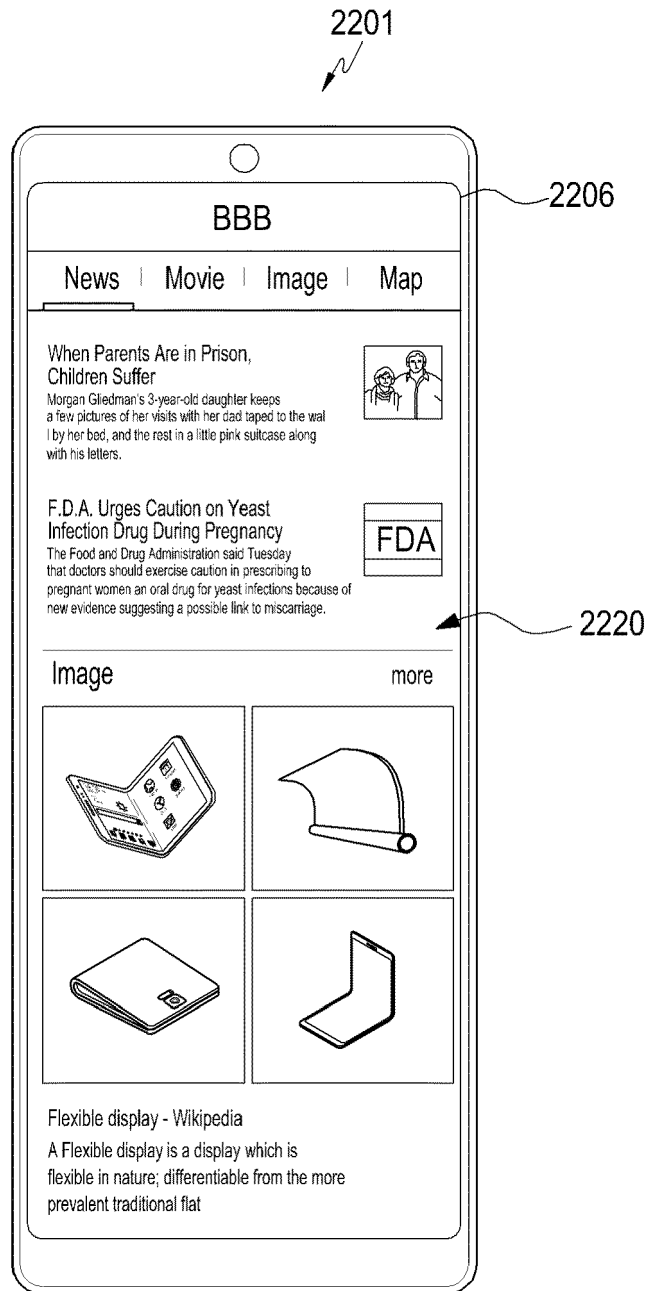 2201
2206
BBB
News Movie Image Map
When Parents Are in Prison,
Children Suffer
Morgan Gliedman's 3-year-old daughter keeps
a few pictures of her visits with her dad taped to the wal
l by her bed, and the rest in a little pink suitcase along
with his letters.
F.D.A. Urges Caution on Yeast
Infection Drug During Pregnancy
FDA
The Food and Drug Administration said Tuesday
that doctors should exercise caution in prescribing to
pregnant women an oral drug for yeast infections because of
new evidence suggesting a possible link to miscarriage.
2220
Image more
Flexible display - Wikipedia
A Flexible display is a display which is
flexible in nature; differentiable from the more
prevalent traditional flat